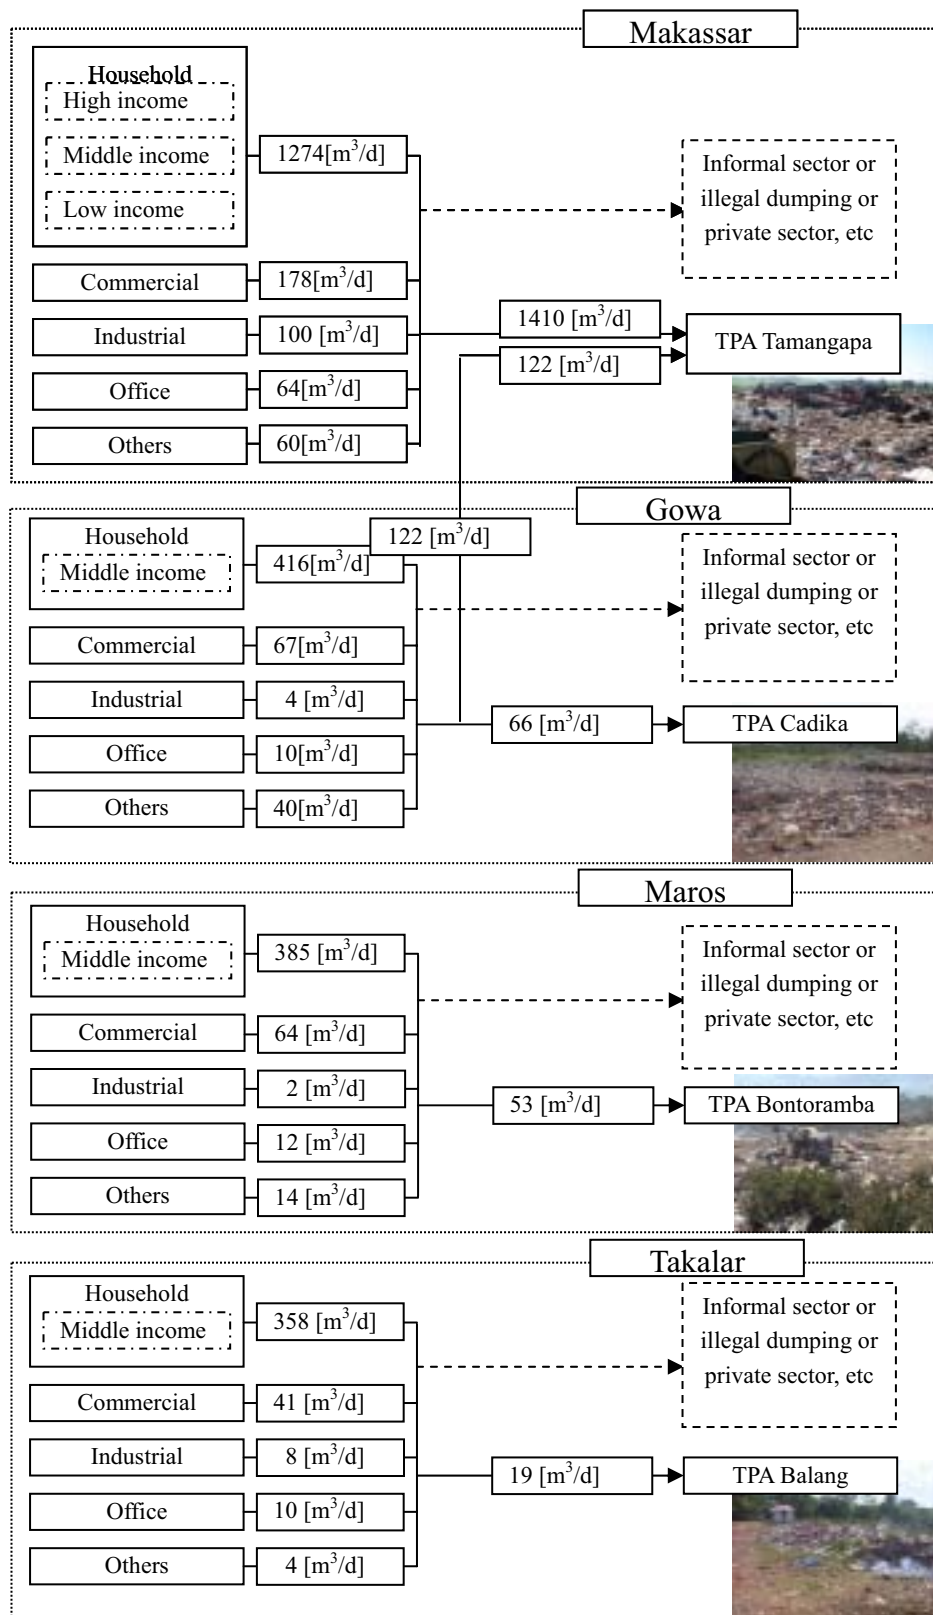 Makassar
Household
High income
Middle income
Low income
1274[m³/d]
Informal sector or
illegal dumping or
private sector, etc
Commercial
178[m³/d]
Industrial
100 [m³/d]
1410 [m³/d]
TPA Tamangapa
122 [m³/d]
Office
64[m³/d]
Others
60[m³/d]
Gowa
Household
Middle income
416[m³/d]
122 [m³/d]
Informal sector or
illegal dumping or
private sector, etc
Commercial
67[m³/d]
Industrial
4 [m³/d]
66 [m³/d]
TPA Cadika
Office
10[m³/d]
Others
40[m³/d]
Maros
Household
Middle income
385 [m³/d]
Informal sector or
illegal dumping or
private sector, etc
Commercial
64 [m³/d]
Industrial
2 [m³/d]
53 [m³/d]
TPA Bontoramba
Office
12 [m³/d]
Others
14 [m³/d]
Takalar
Household
Middle income
358 [m³/d]
Informal sector or
illegal dumping or
private sector, etc
Commercial
41 [m³/d]
Industrial
8 [m³/d]
19 [m³/d]
TPA Balang
Office
10 [m³/d]
Others
4 [m³/d]